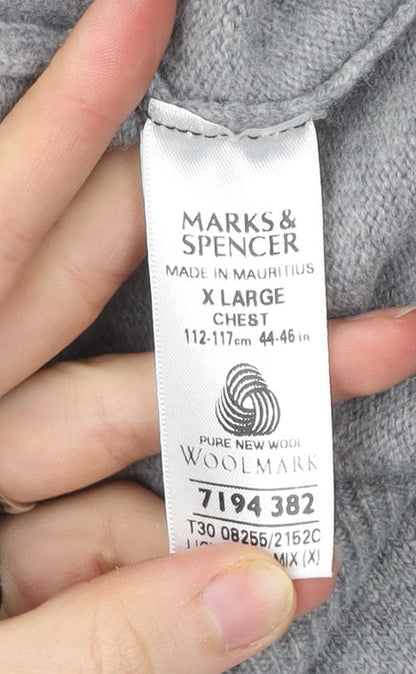 MARKS &
SPENCER
MADE IN MAURITIUS
X LARGE
CHEST
112-117cm 44-46 in
PURE NEW WOOL
WOOLMARK
7194 382
T30 08255/2152C
MIX (X)